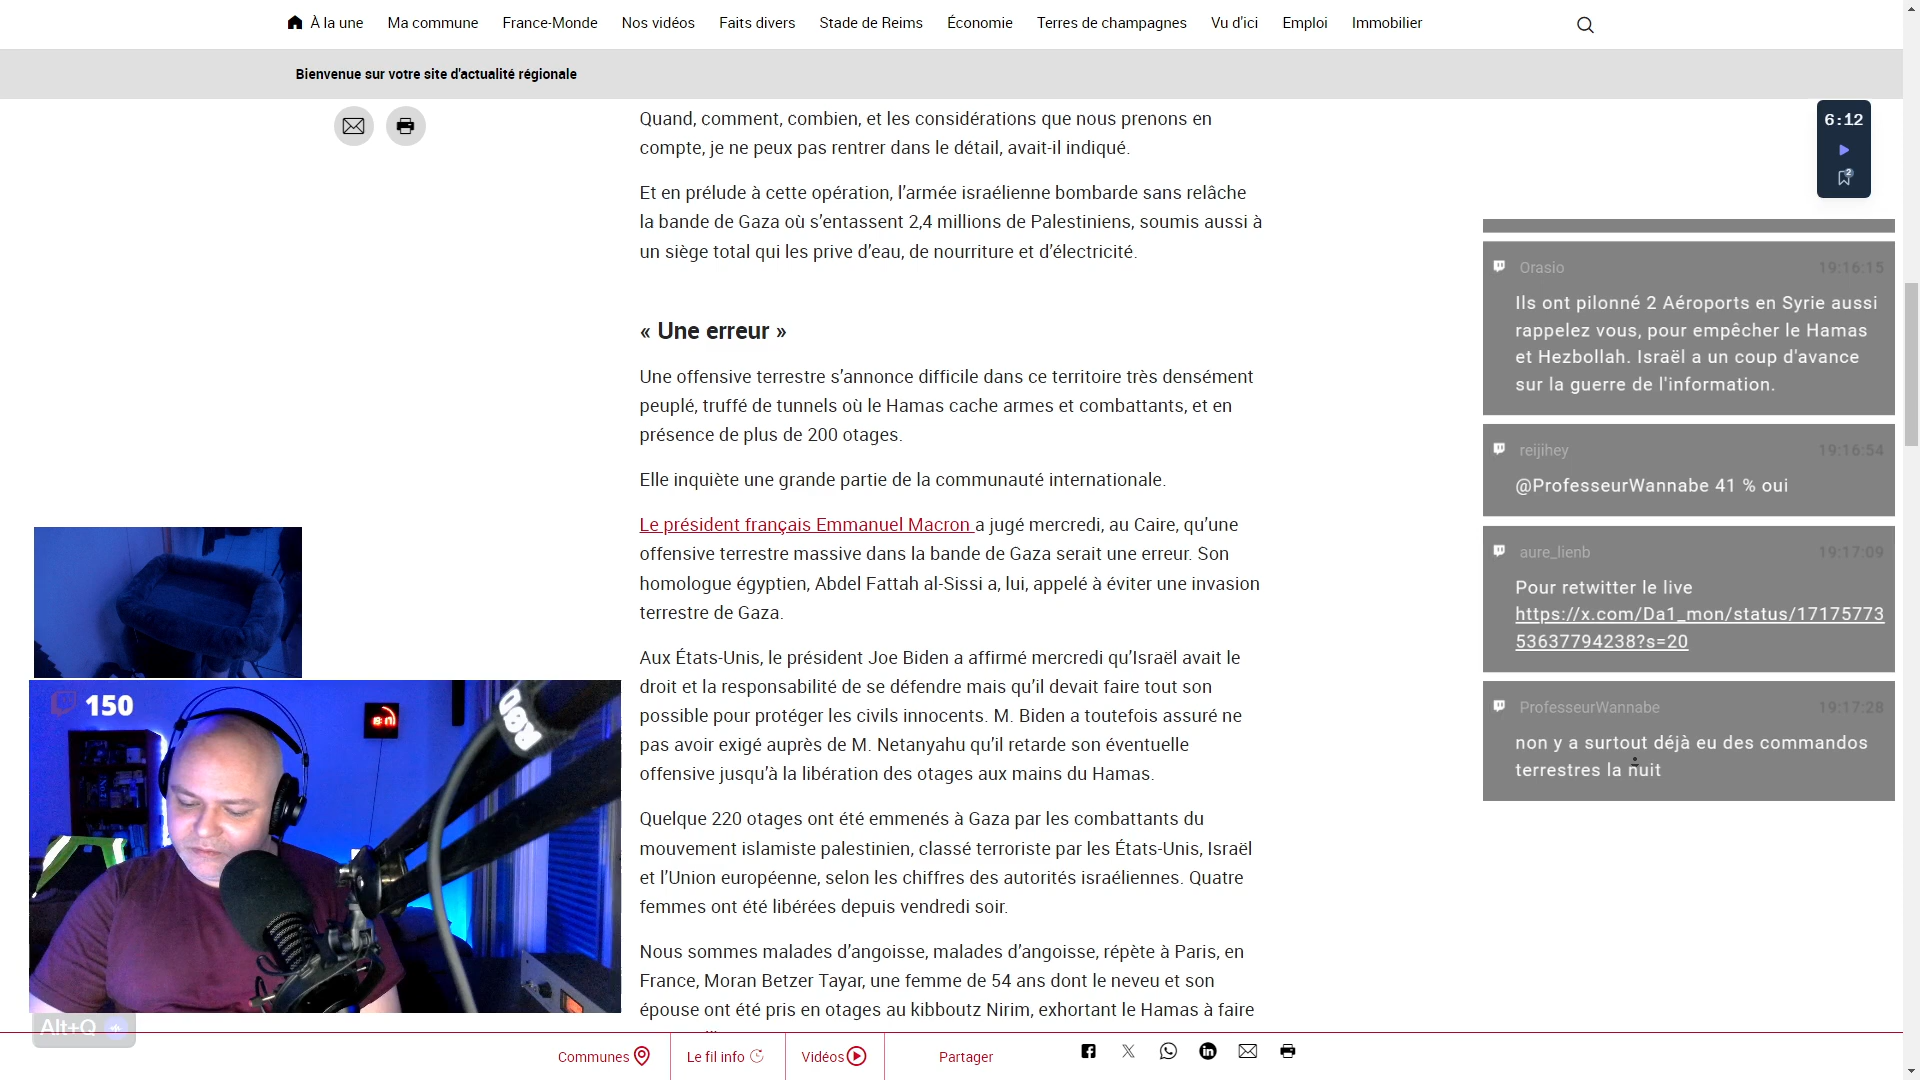 À la une
Ma commune
France-Monde
Nos vidéos
Faits divers
Stade de Reims
Économie
Terres de champagnes
Vu d'ici
Emploi
Immobilier
Bienvenue sur votre site d'actualité régionale
Quand, comment, combien, et les considérations que nous prenons en
compte, je ne peux pas rentrer dans le détail, avait-il indiqué.
Et en prélude à cette opération, l’armée israélienne bombarde sans relâche
la bande de Gaza où s’entassent 2,4 millions de Palestiniens, soumis aussi à
un siège total qui les prive d’eau, de nourriture et d’électricité.
« Une erreur »
Une offensive terrestre s’annonce difficile dans ce territoire très densément
peuplé, truffé de tunnels où le Hamas cache armes et combattants, et en
présence de plus de 200 otages.
Elle inquiète une grande partie de la communauté internationale.
Le président français Emmanuel Macron a jugé mercredi, au Caire, qu’une
offensive terrestre massive dans la bande de Gaza serait une erreur. Son
homologue égyptien, Abdel Fattah al-Sissi a, lui, appelé à éviter une invasion
terrestre de Gaza.
Aux États-Unis, le président Joe Biden a affirmé mercredi qu’Israël avait le
droit et la responsabilité de se défendre mais qu’il devait faire tout son
possible pour protéger les civils innocents. M. Biden a toutefois assuré ne
pas avoir exigé auprès de M. Netanyahu qu’il retarde son éventuelle
offensive jusqu’à la libération des otages aux mains du Hamas.
Quelque 220 otages ont été emmenés à Gaza par les combattants du
mouvement islamiste palestinien, classé terroriste par les États-Unis, Israël
et l’Union européenne, selon les chiffres des autorités israéliennes. Quatre
femmes ont été libérées depuis vendredi soir.
Nous sommes malades d’angoisse, malades d’angoisse, répète à Paris, en
France, Moran Betzer Tayar, une femme de 54 ans dont le neveu et son
épouse ont été pris en otages au kibboutz Nirim, exhortant le Hamas à faire
6:12
2
Orasio 19:16:15
Ils ont pilonné 2 Aéroports en Syrie aussi
rappelez vous, pour empêcher le Hamas
et Hezbollah. Israël a un coup d'avance
sur la guerre de l'information.
reijihey 19:16:54
@ProfesseurWannabe 41 % oui
aure_lienb 19:17:09
Pour retwitter le live
https://x.com/Da1_mon/status/17175773
53637794238?s=20
ProfesseurWannabe 19:17:28
non y a surtout déjà eu des commandos
terrestres la nuit
150
Alt+Q
Communes
Le fil info
Vidéos
Partager